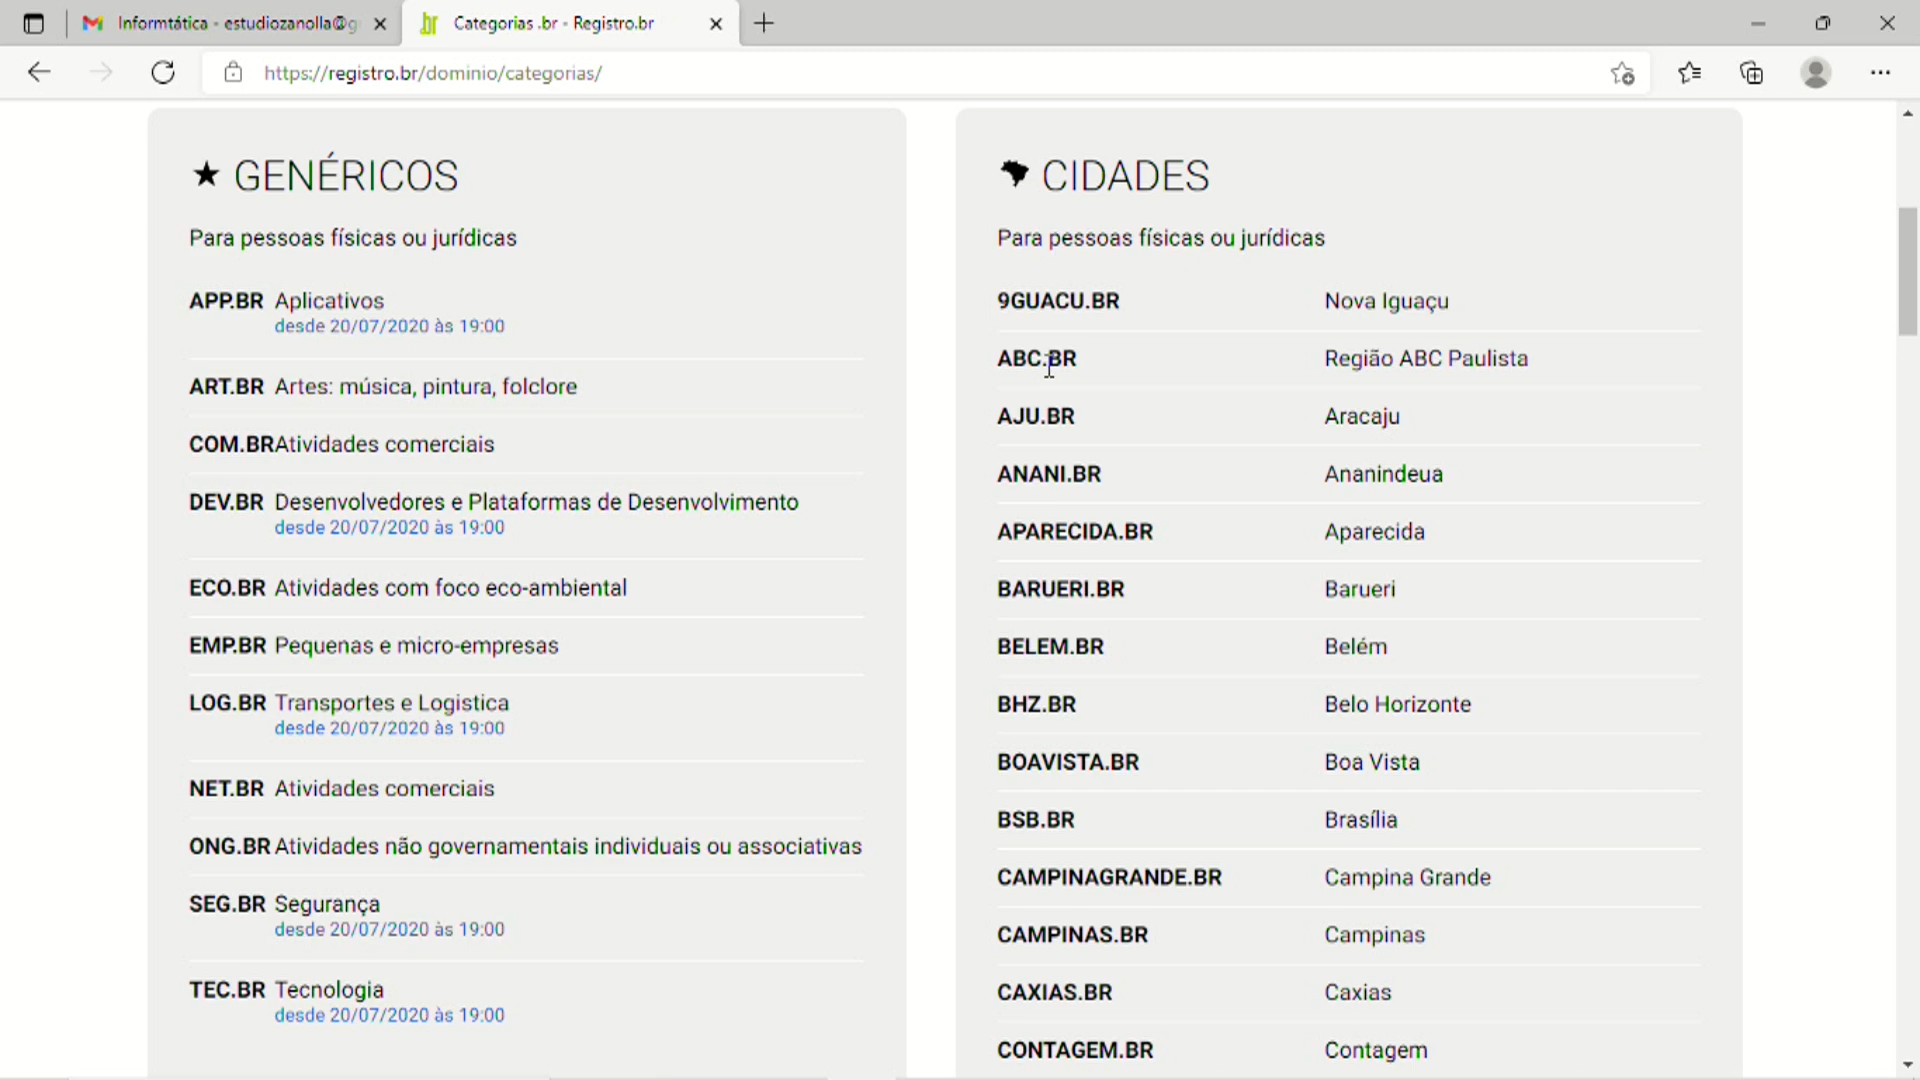 Informtática - estudiozanolla@g
Categorias .br - Registro.br
https://registro.br/dominio/categorias/
GENÉRICOS
Para pessoas físicas ou jurídicas
APP.BR Aplicativos
desde 20/07/2020 às 19:00
ART.BR Artes: música, pintura, folclore
COM.BR Atividades comerciais
DEV.BR Desenvolvedores e Plataformas de Desenvolvimento
desde 20/07/2020 às 19:00
ECO.BR Atividades com foco eco-ambiental
EMP.BR Pequenas e micro-empresas
LOG.BR Transportes e Logistica
desde 20/07/2020 às 19:00
NET.BR Atividades comerciais
ONG.BR Atividades não governamentais individuais ou associativas
SEG.BR Segurança
desde 20/07/2020 às 19:00
TEC.BR Tecnologia
desde 20/07/2020 às 19:00
CIDADES
Para pessoas físicas ou jurídicas
9GUACU.BR Nova Iguaçu
ABC.BR Região ABC Paulista
AJU.BR Aracaju
ANANI.BR Ananindeua
APARECIDA.BR Aparecida
BARUERI.BR Barueri
BELEM.BR Belém
BHZ.BR Belo Horizonte
BOAVISTA.BR Boa Vista
BSB.BR Brasília
CAMPINAGRANDE.BR Campina Grande
CAMPINAS.BR Campinas
CAXIAS.BR Caxias
CONTAGEM.BR Contagem